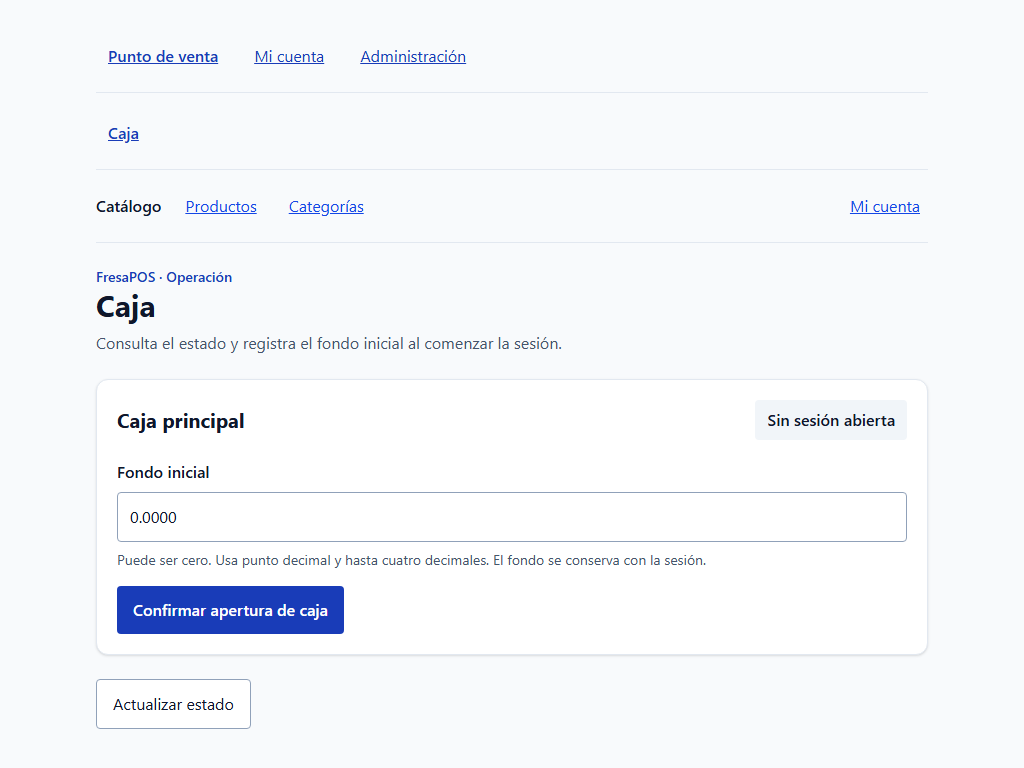 Punto de venta Mi cuenta Administración
Caja
Catálogo Productos Categorías Mi cuenta
FresaPOS · Operación
Caja
Consulta el estado y registra el fondo inicial al comenzar la sesión.
Caja principal Sin sesión abierta
Fondo inicial
0.0000
Puede ser cero. Usa punto decimal y hasta cuatro decimales. El fondo se conserva con la sesión.
Confirmar apertura de caja
Actualizar estado